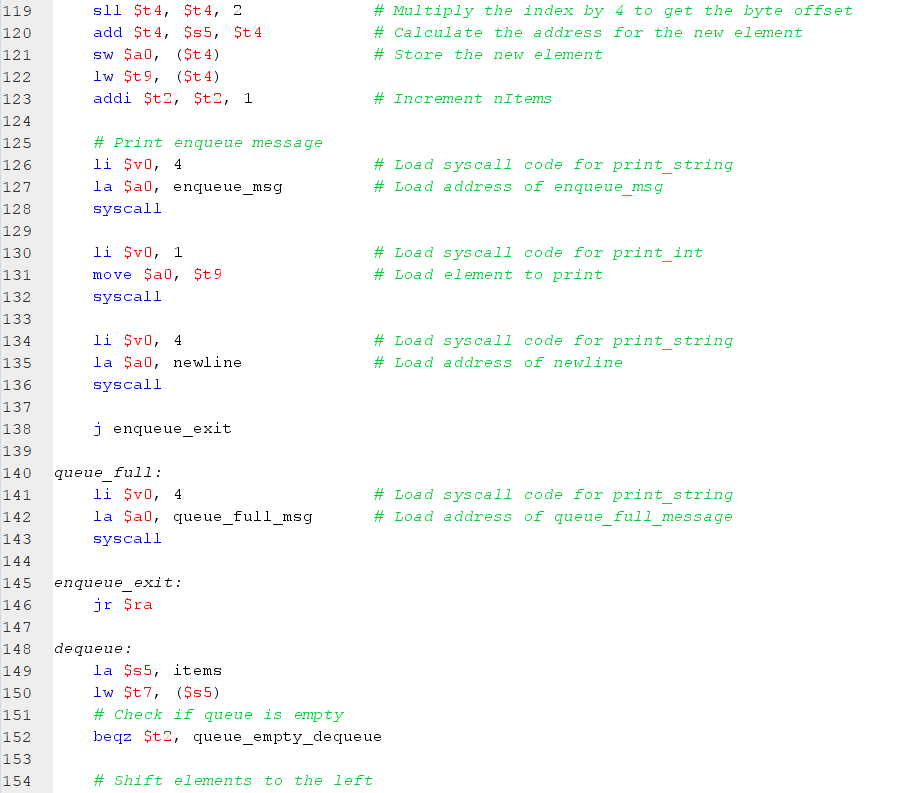 119 sll $t4, $t4, 2 # Multiply the index by 4 to get the byte offset
120 add $t4, $s5, $t4 # Calculate the address for the new element
121 sw $a0, ($t4) # Store the new element
122 lw $t9, ($t4)
123 addi $t2, $t2, 1 # Increment nItems
124
125 # Print enqueue message
126 li $v0, 4 # Load syscall code for print_string
127 la $a0, enqueue_msg # Load address of enqueue_msg
128 syscall
129
130 li $v0, 1 # Load syscall code for print_int
131 move $a0, $t9 # Load element to print
132 syscall
133
134 li $v0, 4 # Load syscall code for print_string
135 la $a0, newline # Load address of newline
136 syscall
137
138 j enqueue_exit
139
140 queue_full:
141 li $v0, 4 # Load syscall code for print_string
142 la $a0, queue_full_msg # Load address of queue_full_message
143 syscall
144
145 enqueue_exit:
146 jr $ra
147
148 dequeue:
149 la $s5, items
150 lw $t7, ($s5)
151 # Check if queue is empty
152 beqz $t2, queue_empty_dequeue
153
154 # Shift elements to the left